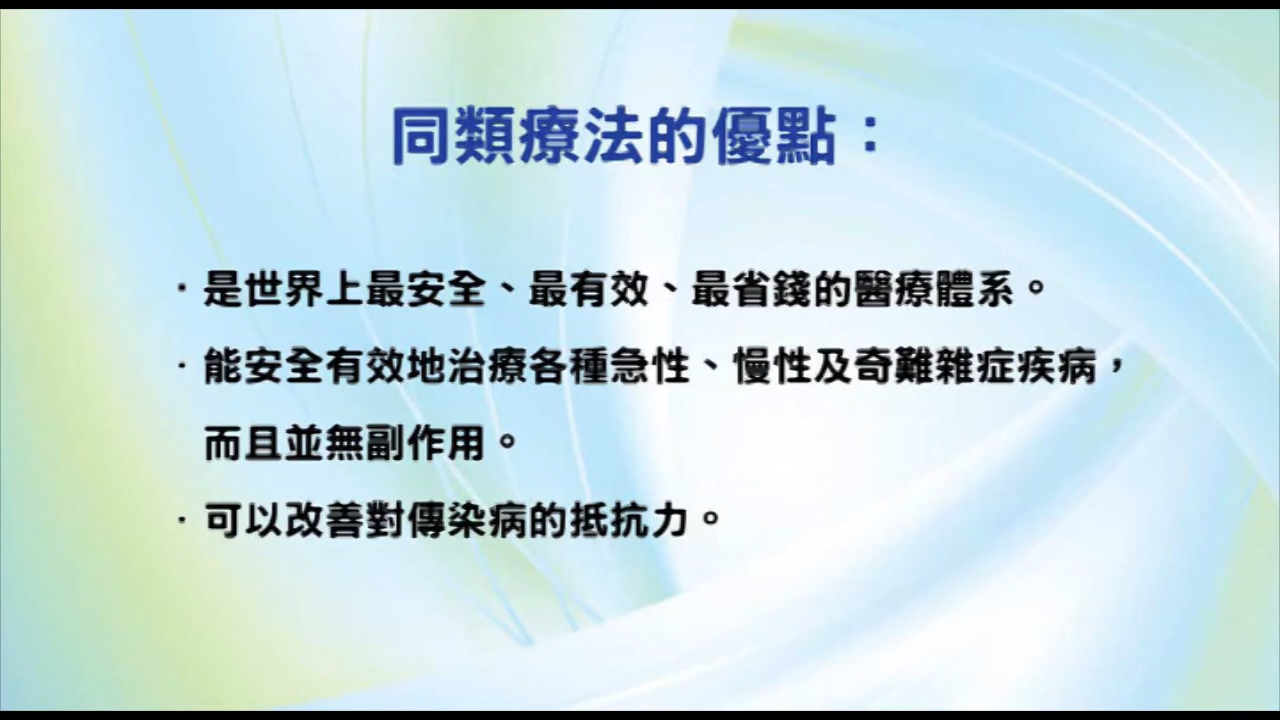 同類療法的優點：
· 是世界上最安全、最有效、最省錢的醫療體系。
· 能安全有效地治療各種急性、慢性及奇難雜症疾病，
而且並無副作用。
· 可以改善對傳染病的抵抗力。